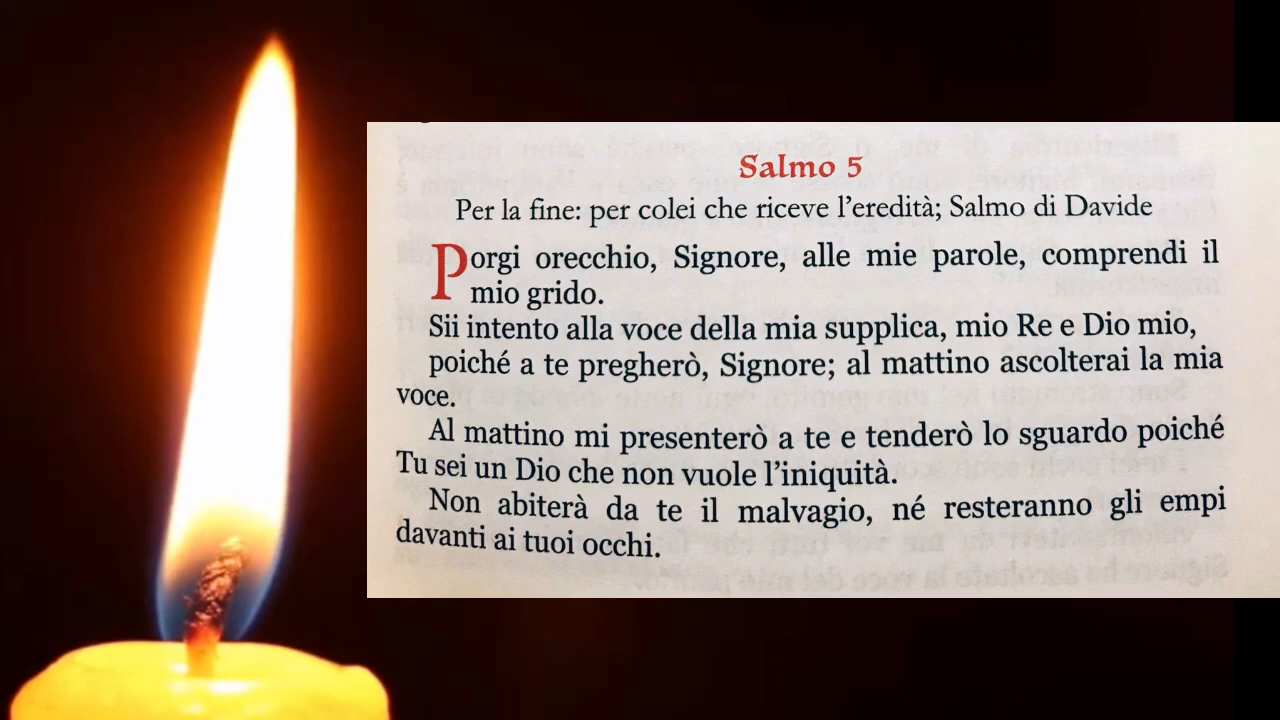 Salmo 5
Per la fine: per colei che riceve l'eredità; Salmo di Davide
Porgi orecchio, Signore, alle mie parole, comprendi il
mio grido.
Sii intento alla voce della mia supplica, mio Re e Dio mio,
poiché a te pregherò, Signore; al mattino ascolterai la mia
voce.
Al mattino mi presenterò a te e tenderò lo sguardo poiché
Tu sei un Dio che non vuole l'iniquità.
Non abiterà da te il malvagio, né resteranno gli empi
davanti ai tuoi occhi.